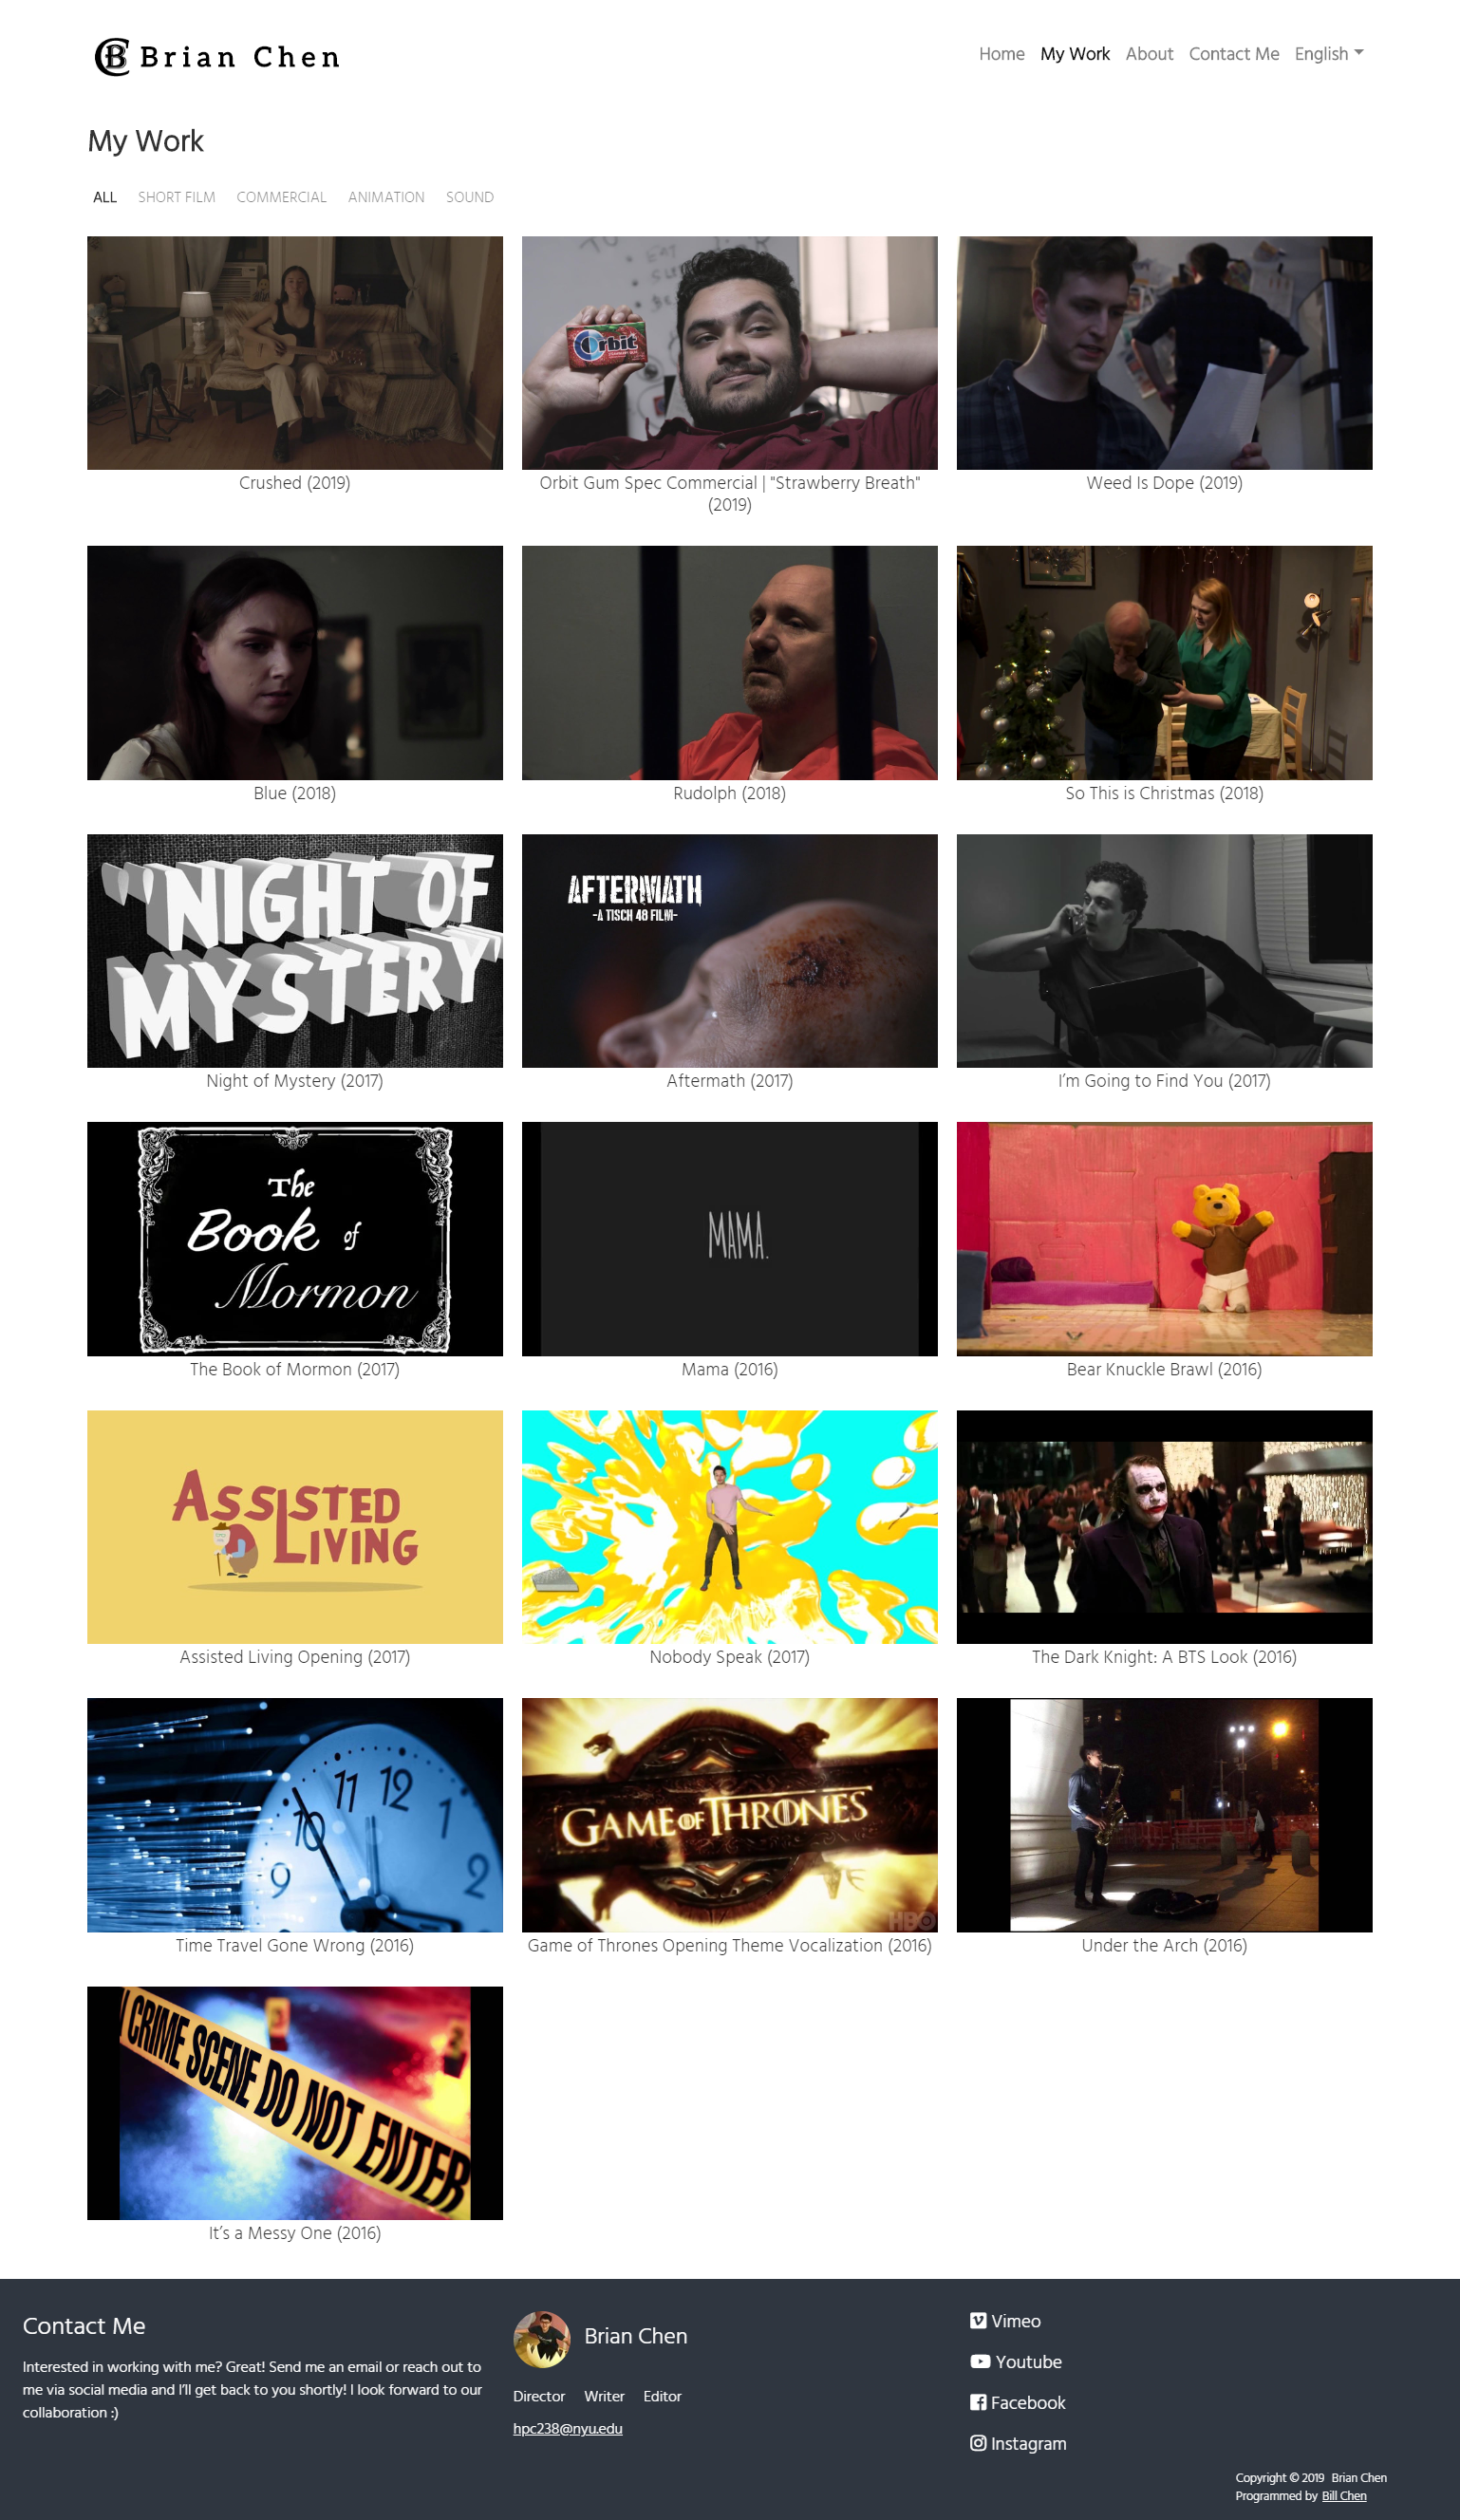 Brian Chen
Home My Work About Contact Me English
My Work
ALL SHORT FILM COMMERCIAL ANIMATION SOUND
Orbit
Crushed (2019)
Orbit Gum Spec Commercial | "Strawberry Breath"
(2019)
Weed Is Dope (2019)
Blue (2018)
Rudolph (2018)
So This is Christmas (2018)
"NIGHT OF
MYSTERY"
AFTERMATH
-A TISCH 48 FILM-
Night of Mystery (2017)
Aftermath (2017)
I’m Going to Find You (2017)
The
Book of
Mormon
MAMA.
The Book of Mormon (2017)
Mama (2016)
Bear Knuckle Brawl (2016)
ASSISTED
LIVING
Assisted Living Opening (2017)
Nobody Speak (2017)
The Dark Knight: A BTS Look (2016)
11 12
10
9
1
2
GAME OF THRONES
HBO
Time Travel Gone Wrong (2016)
Game of Thrones Opening Theme Vocalization (2016)
Under the Arch (2016)
CRIME SCENE DO NOT ENTER
It’s a Messy One (2016)
Contact Me
Interested in working with me? Great! Send me an email or reach out to
me via social media and I’ll get back to you shortly! I look forward to our
collaboration :)
Brian Chen
Director Writer Editor
hpc238@nyu.edu
Vimeo
Youtube
Facebook
Instagram
Copyright © 2019 Brian Chen
Programmed by Bill Chen